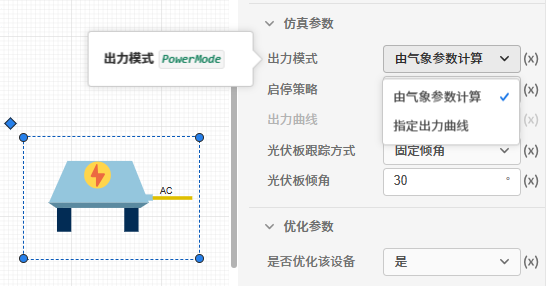 仿真参数
出力模式 PowerMode
出力模式 由气象参数计算 (x)
启停策略 (x)
由气象参数计算
出力曲线 (x)
指定出力曲线
光伏板跟踪方式 固定倾角 (x)
光伏板倾角 30 ° (x)
AC
优化参数
是否优化该设备 是 (x)